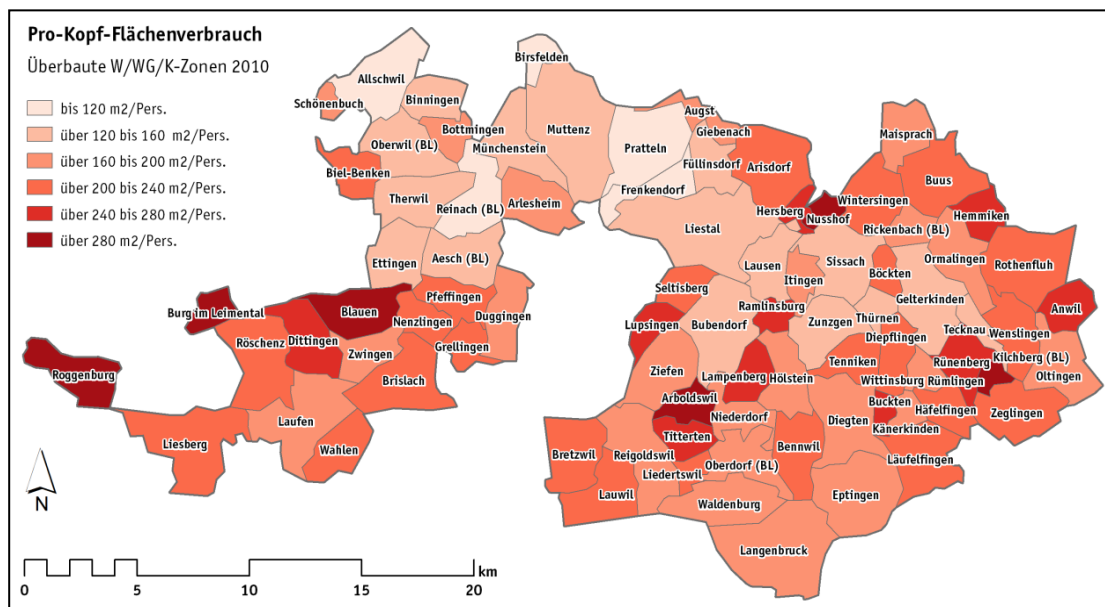 Pro-Kopf-Flächenverbrauch
Überbaute W/WG/K-Zonen 2010
bis 120 m2/Pers.
über 120 bis 160 m2/Pers.
über 160 bis 200 m2/Pers.
über 200 bis 240 m2/Pers.
über 240 bis 280 m2/Pers.
über 280 m2/Pers.
Birsfelden
Allschwil
Schönenbuch
Binningen
Augst
Bottmingen
Muttenz
Giebenach
Maisprach
Oberwil (BL)
Münchenstein
Pratteln
Füllinsdorf
Arisdorf
Biel-Benken
Buus
Frenkendorf
Therwil
Arlesheim
Reinach (BL)
Hersberg
Nusshof
Wintersingen
Hemmiken
Liestal
Rickenbach (BL)
Ormalingen
Ettingen
Aesch (BL)
Lausen
Sissach
Rothenfluh
Itingen
Böckten
Seltisberg
Pfeffingen
Gelterkinden
Anwil
Burg im Leimental
Blauen
Duggingen
Ramlinsburg
Nenzlingen
Lupsingen
Bubendorf
Zunzgen
Thürnen
Tecknau
Wenslingen
Röschenz
Dittingen
Diepflingen
Grellingen
Zwingen
Kilchberg (BL)
Rünenberg
Tenniken
Roggenburg
Ziefen
Lampenberg
Hölstein
Wittinsburg
Rümlingen
Oltingen
Brislach
Arboldswil
Buckten
Häfelfingen
Zeglingen
Laufen
Niederdorf
Diegten
Känerkinden
Titterten
Liesberg
Wahlen
Bretzwil
Reigoldswil
Bennwil
Läufelfingen
Oberdorf (BL)
Liedertswil
Lauwil
Eptingen
Waldenburg
Langenbruck
N
km
0 5 10 15 20